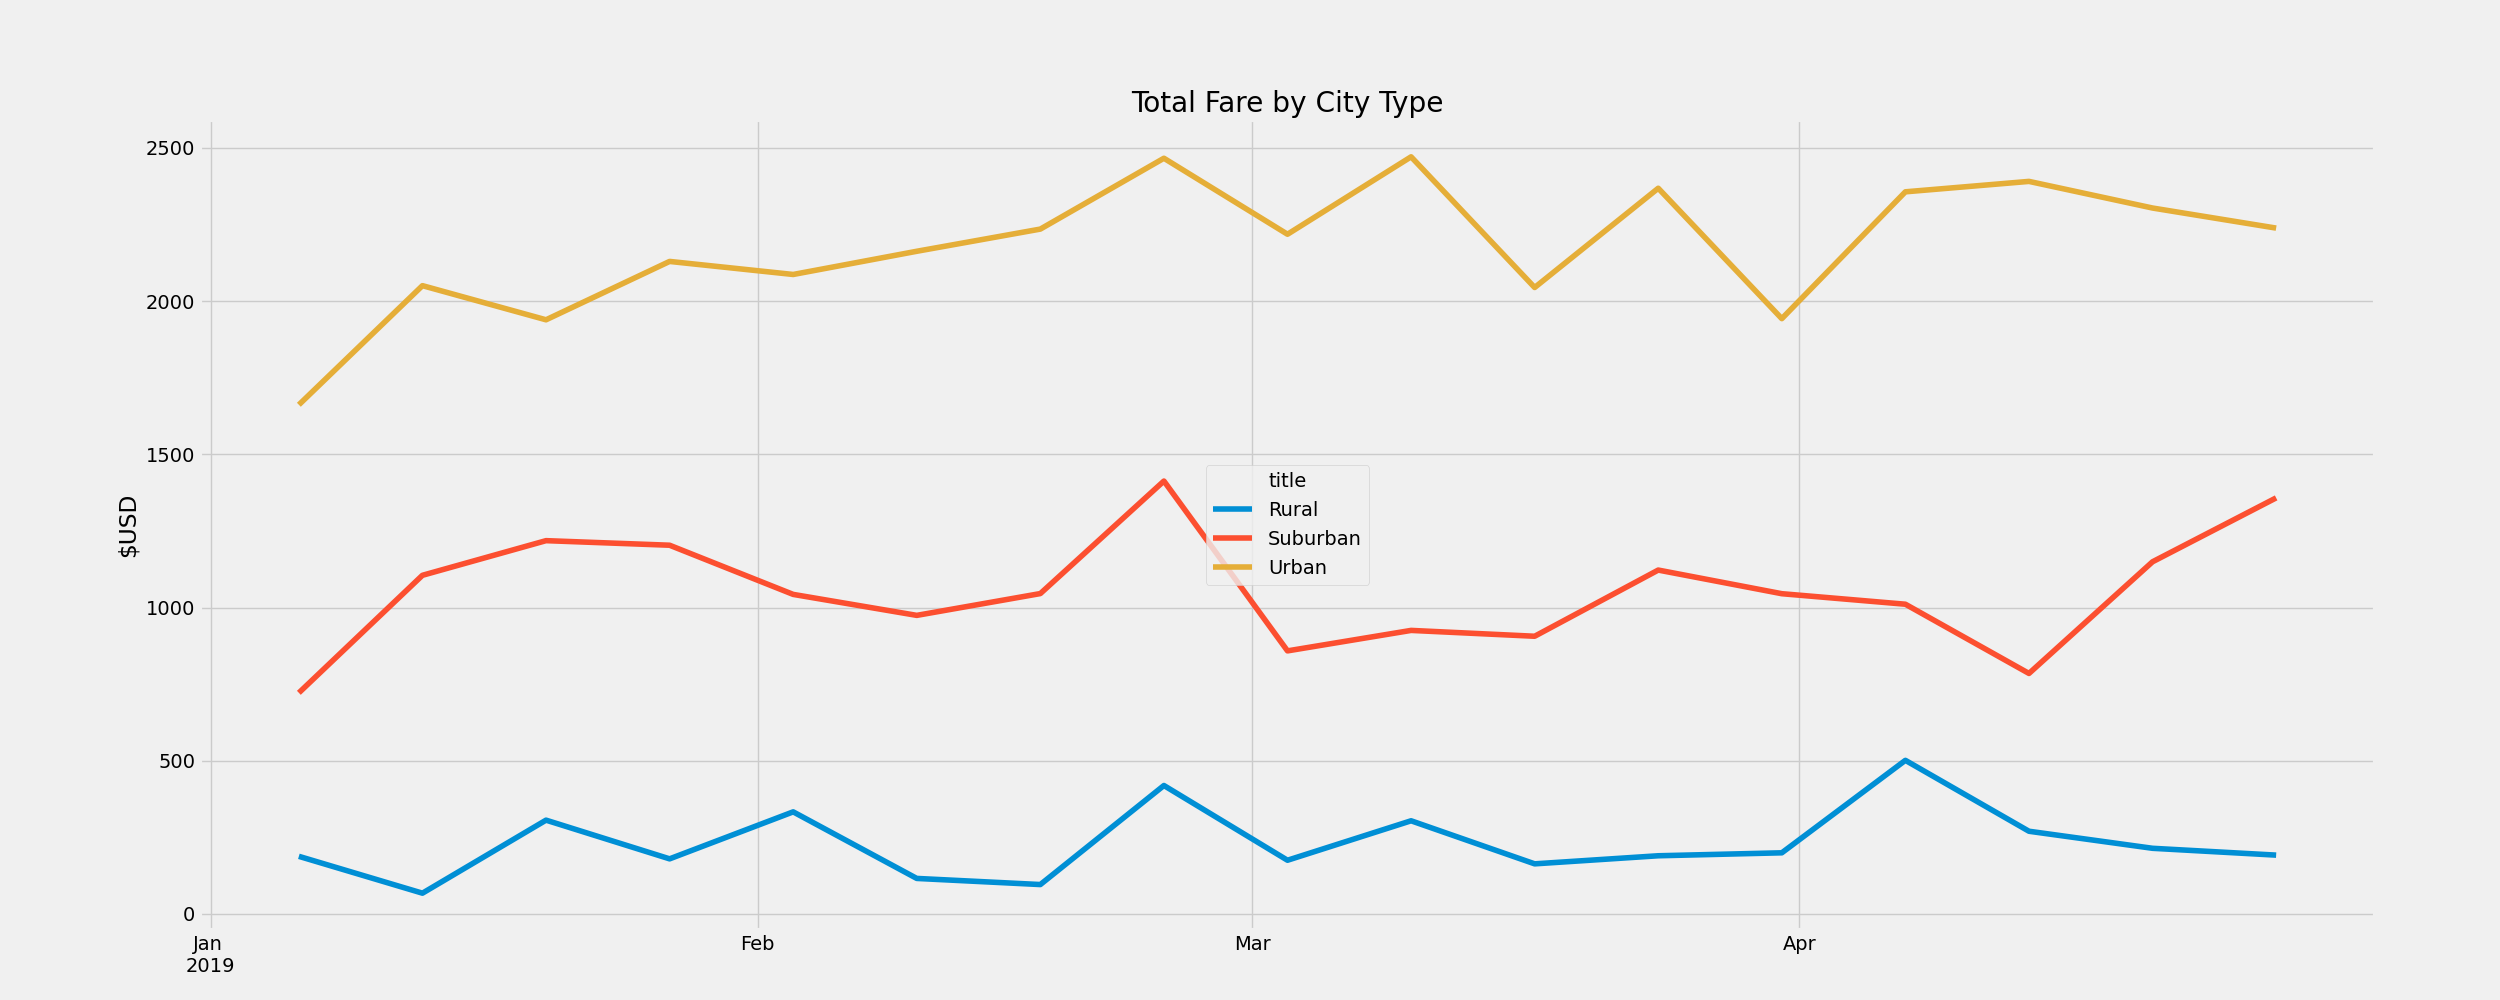 Total Fare by City Type
$USD
2500
2000
1500
1000
500
0
title
Rural
Suburban
Urban
Jan
2019
Feb
Mar
Apr